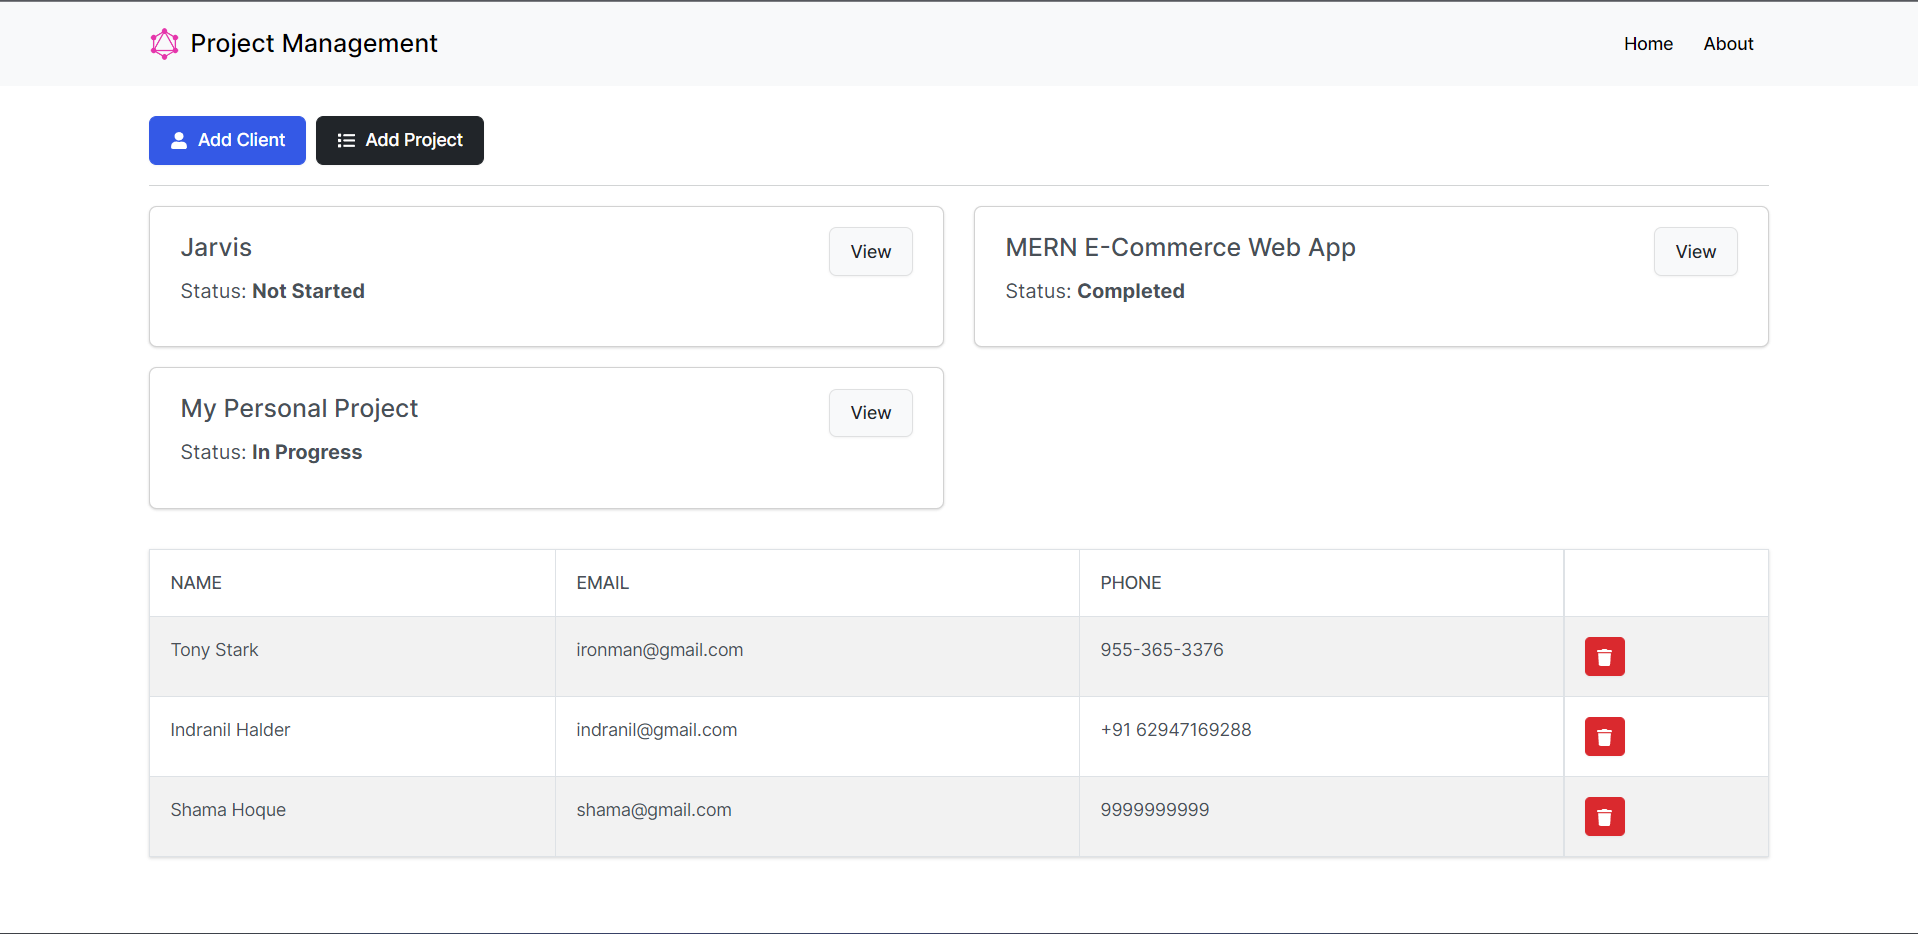 Project Management
Home About
Add Client Add Project
Jarvis
View
Status: Not Started
MERN E-Commerce Web App
View
Status: Completed
My Personal Project
View
Status: In Progress
NAME EMAIL PHONE
Tony Stark ironman@gmail.com 955-365-3376
Indranil Halder indranil@gmail.com +91 62947169288
Shama Hoque shama@gmail.com 9999999999